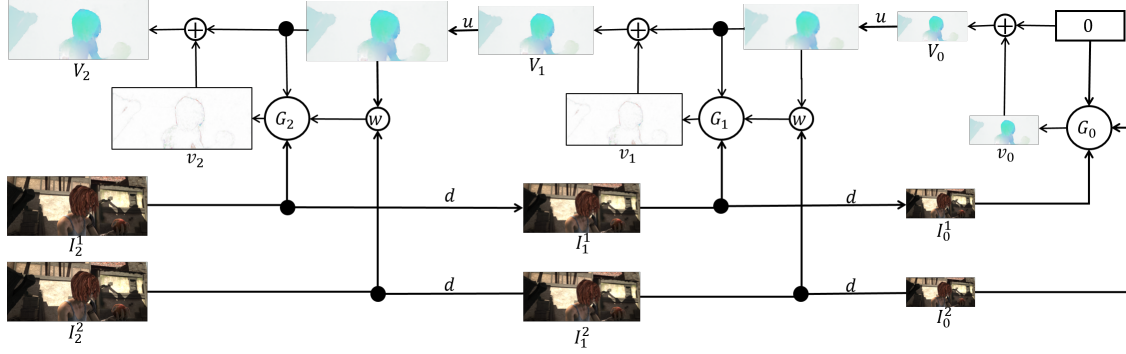 u u 0
V_2 V_1 V_0
G_2 w G_1 w G_0
v_2 v_1 v_0
d d
I_2^1 I_1^1 I_0^1
d d
I_2^2 I_1^2 I_0^2